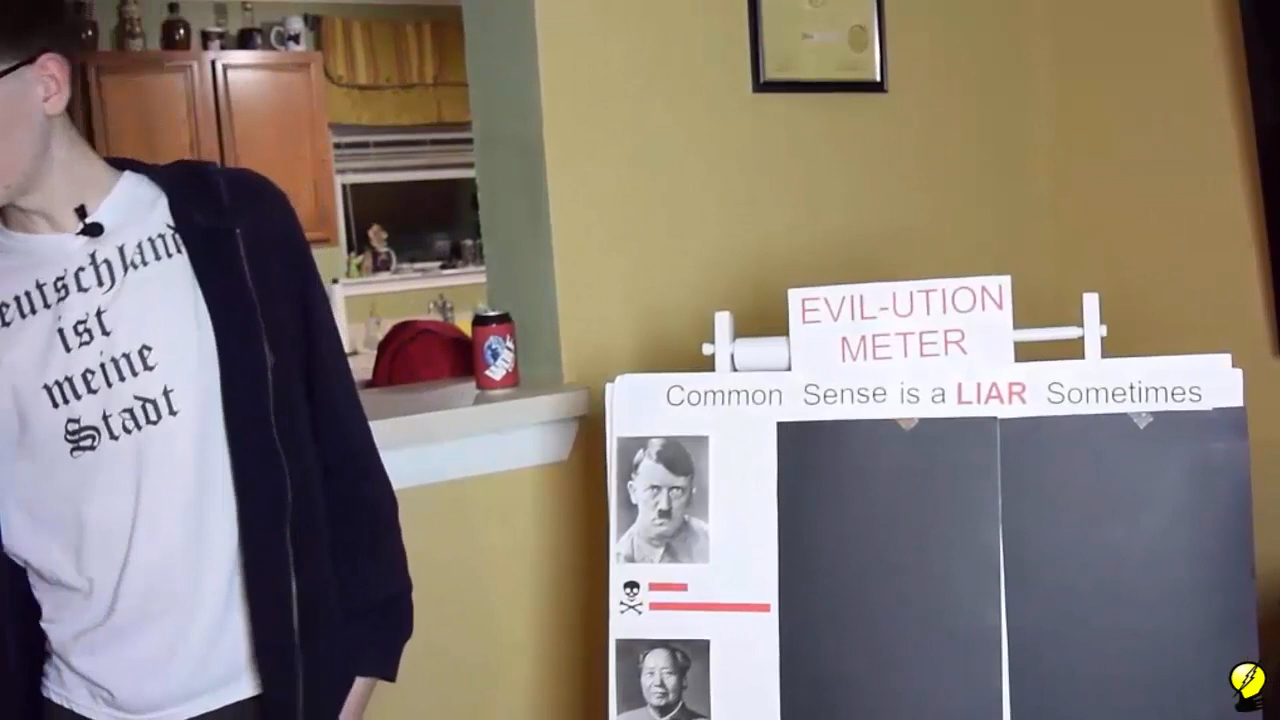 eutschland
ist
meine
Stadt
EVIL-UTION
METER
Common Sense is a LIAR Sometimes